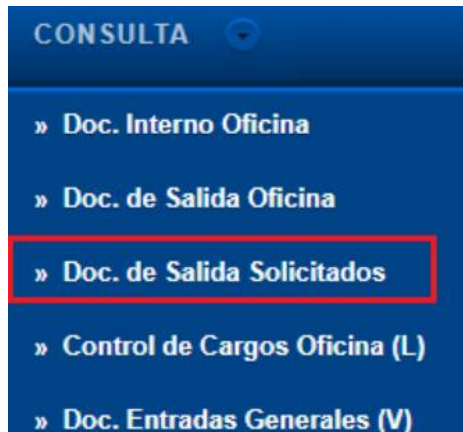 CONSULTA
» Doc. Interno Oficina
» Doc. de Salida Oficina
» Doc. de Salida Solicitados
» Control de Cargos Oficina (L)
» Doc. Entradas Generales (V)